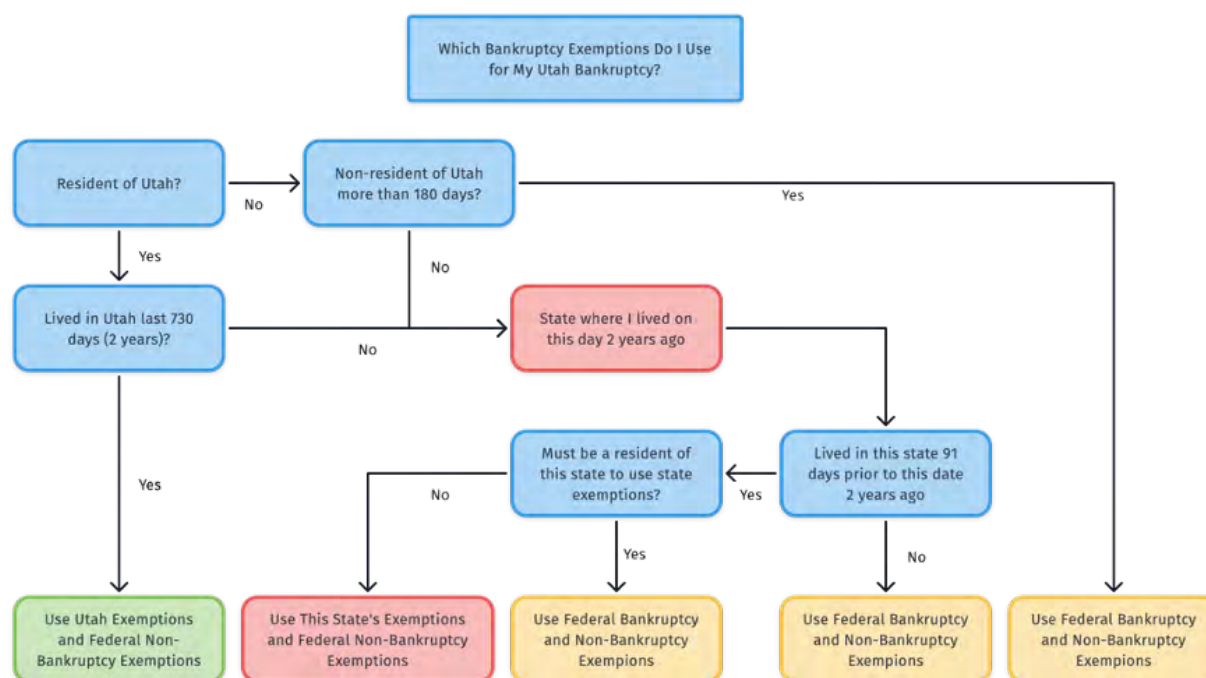 Which Bankruptcy Exemptions Do I Use
for My Utah Bankruptcy?
Resident of Utah?
No
Non-resident of Utah
more than 180 days?
Yes
Yes
No
Lived in Utah last 730
days (2 years)?
No
State where I lived on
this day 2 years ago
Must be a resident of
this state to use state
exemptions?
Lived in this state 91
days prior to this date
2 years ago
Yes
No
Yes
Yes
No
Use Utah Exemptions
and Federal Non-
Bankruptcy Exemptions
Use This State's Exemptions
and Federal Non-Bankruptcy
Exemptions
Use Federal Bankruptcy
and Non-Bankruptcy
Exempions
Use Federal Bankruptcy
and Non-Bankruptcy
Exempions
Use Federal Bankruptcy
and Non-Bankruptcy
Exempions